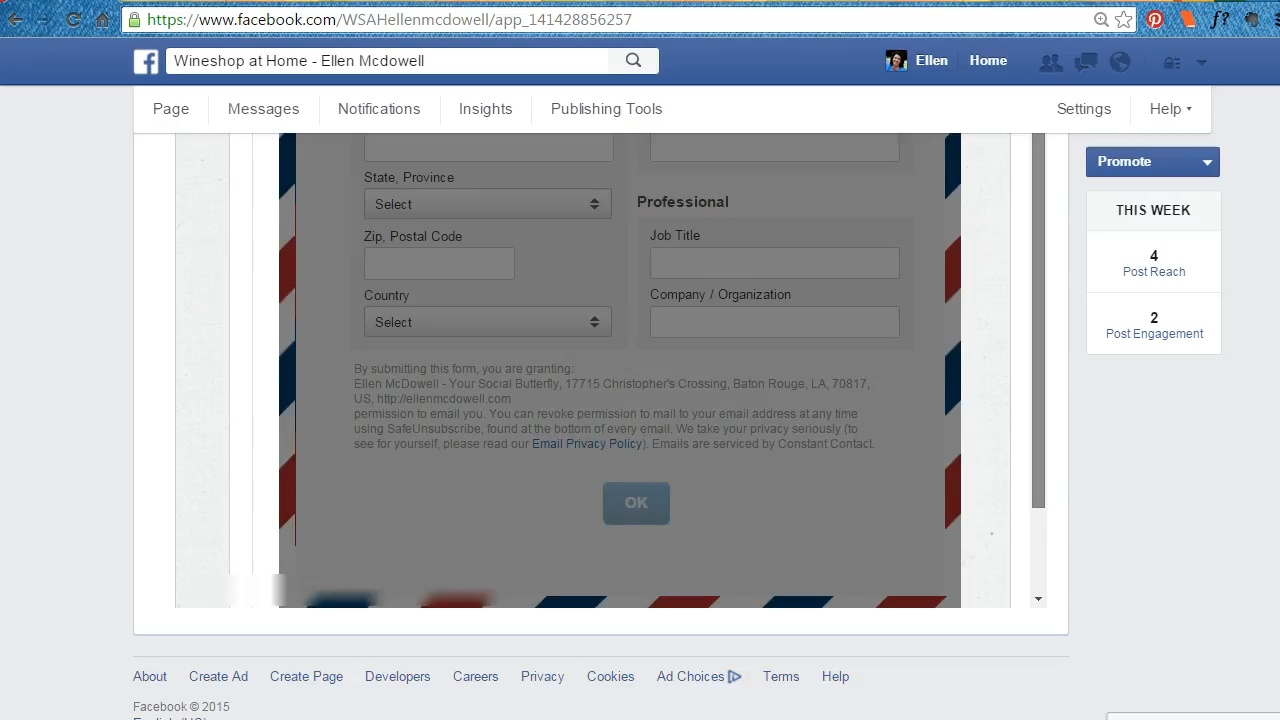 https://www.facebook.com/WSAHellenmcdowell/app_141428856257
f?
Wineshop at Home - Ellen Mcdowell
Ellen Home
Page Messages Notifications Insights Publishing Tools Settings Help
Promote
State, Province
Select
Professional
THIS WEEK
Zip, Postal Code
Job Title
4
Post Reach
Country
Company / Organization
Select
2
Post Engagement
By submitting this form, you are granting:
Ellen McDowell - Your Social Butterfly, 17715 Christopher's Crossing, Baton Rouge, LA, 70817,
US, http://ellenmcdowell.com
permission to email you. You can revoke permission to mail to your email address at any time
using SafeUnsubscribe, found at the bottom of every email. We take your privacy seriously (to
see for yourself, please read our Email Privacy Policy). Emails are serviced by Constant Contact.
OK
About Create Ad Create Page Developers Careers Privacy Cookies Ad Choices Terms Help
Facebook © 2015